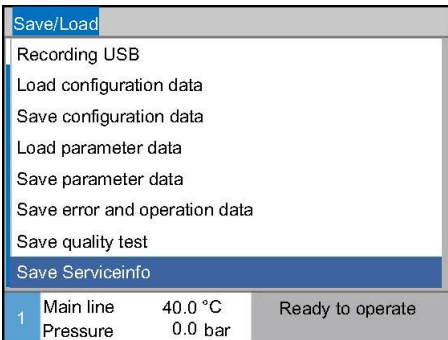 Save/Load
Recording USB
Load configuration data
Save configuration data
Load parameter data
Save parameter data
Save error and operation data
Save quality test
Save Serviceinfo
1 Main line 40.0 °C Ready to operate
Pressure 0.0 bar